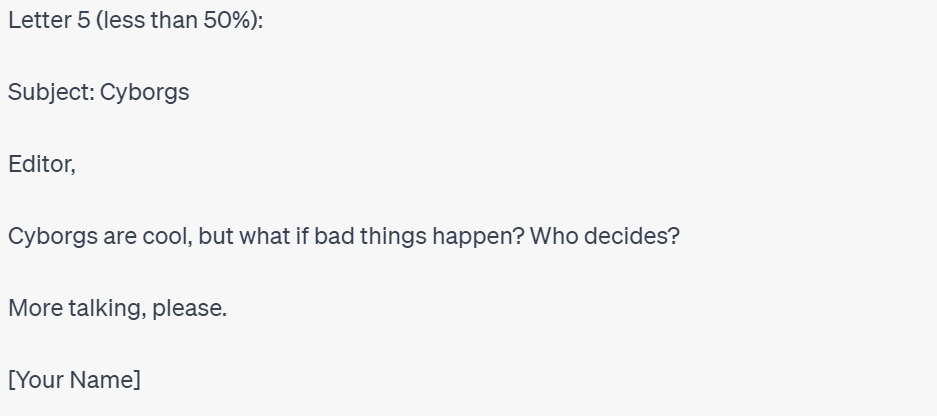 Letter 5 (less than 50%):
Subject: Cyborgs
Editor,
Cyborgs are cool, but what if bad things happen? Who decides?
More talking, please.
[Your Name]